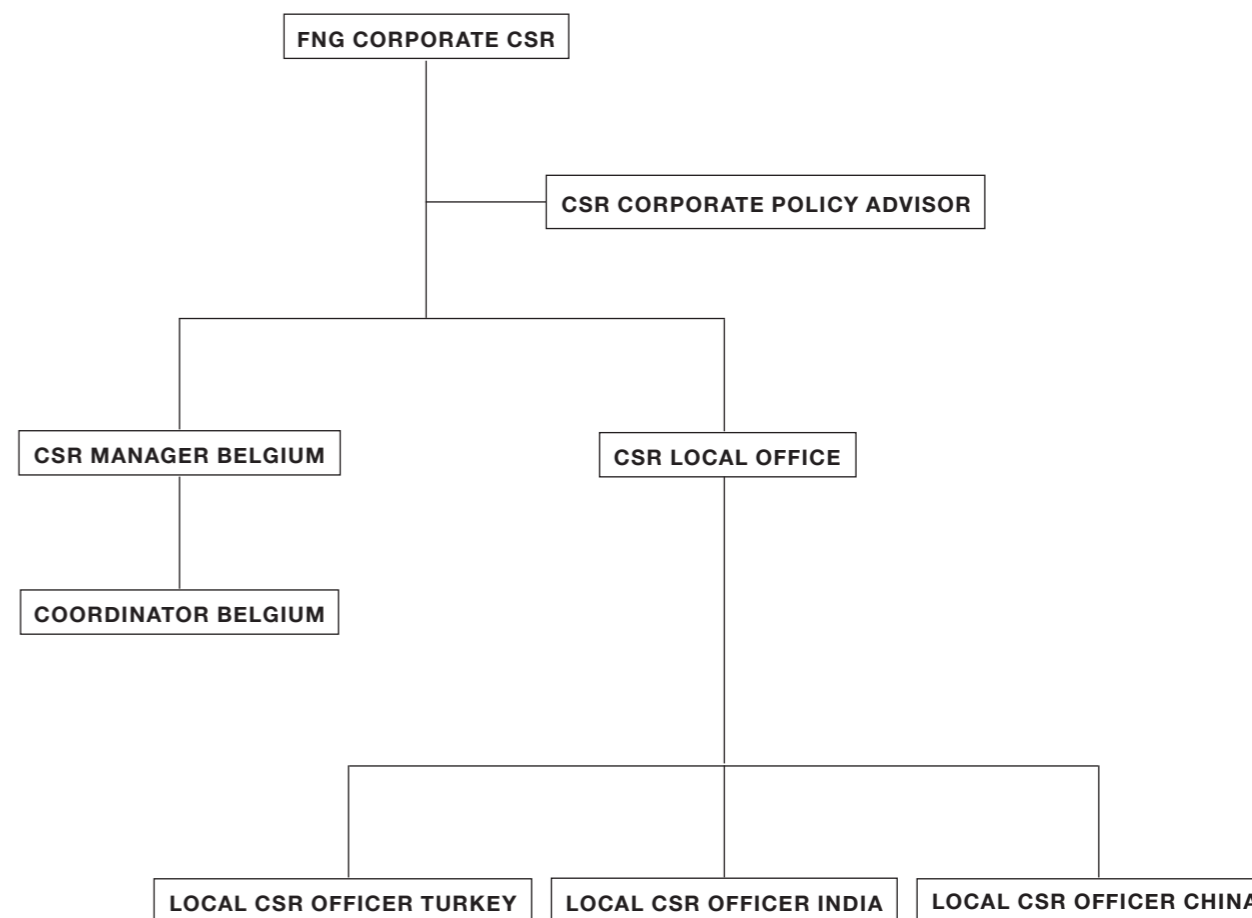 FNG CORPORATE CSR
CSR CORPORATE POLICY ADVISOR
CSR MANAGER BELGIUM
CSR LOCAL OFFICE
COORDINATOR BELGIUM
LOCAL CSR OFFICER TURKEY
LOCAL CSR OFFICER INDIA
LOCAL CSR OFFICER CHINA